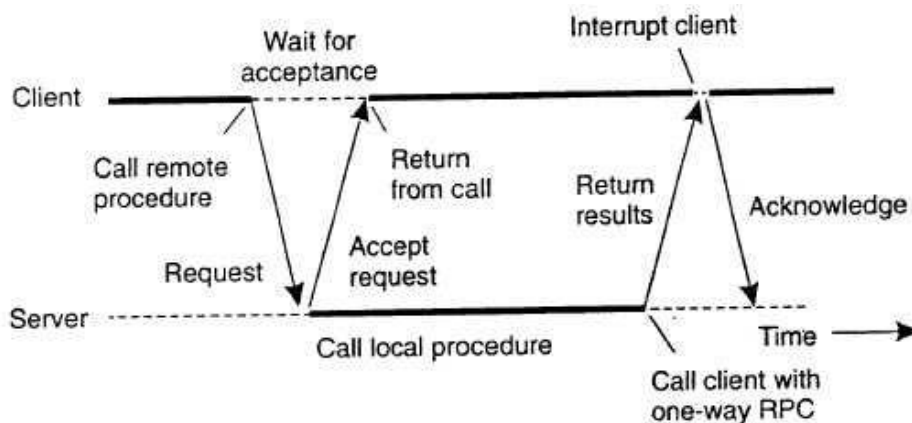 Interrupt client
Wait for
acceptance
Client
Call remote
procedure
Return
from call
Return
results
Acknowledge
Request
Accept
request
Server
Call local procedure
Time
Call client with
one-way RPC